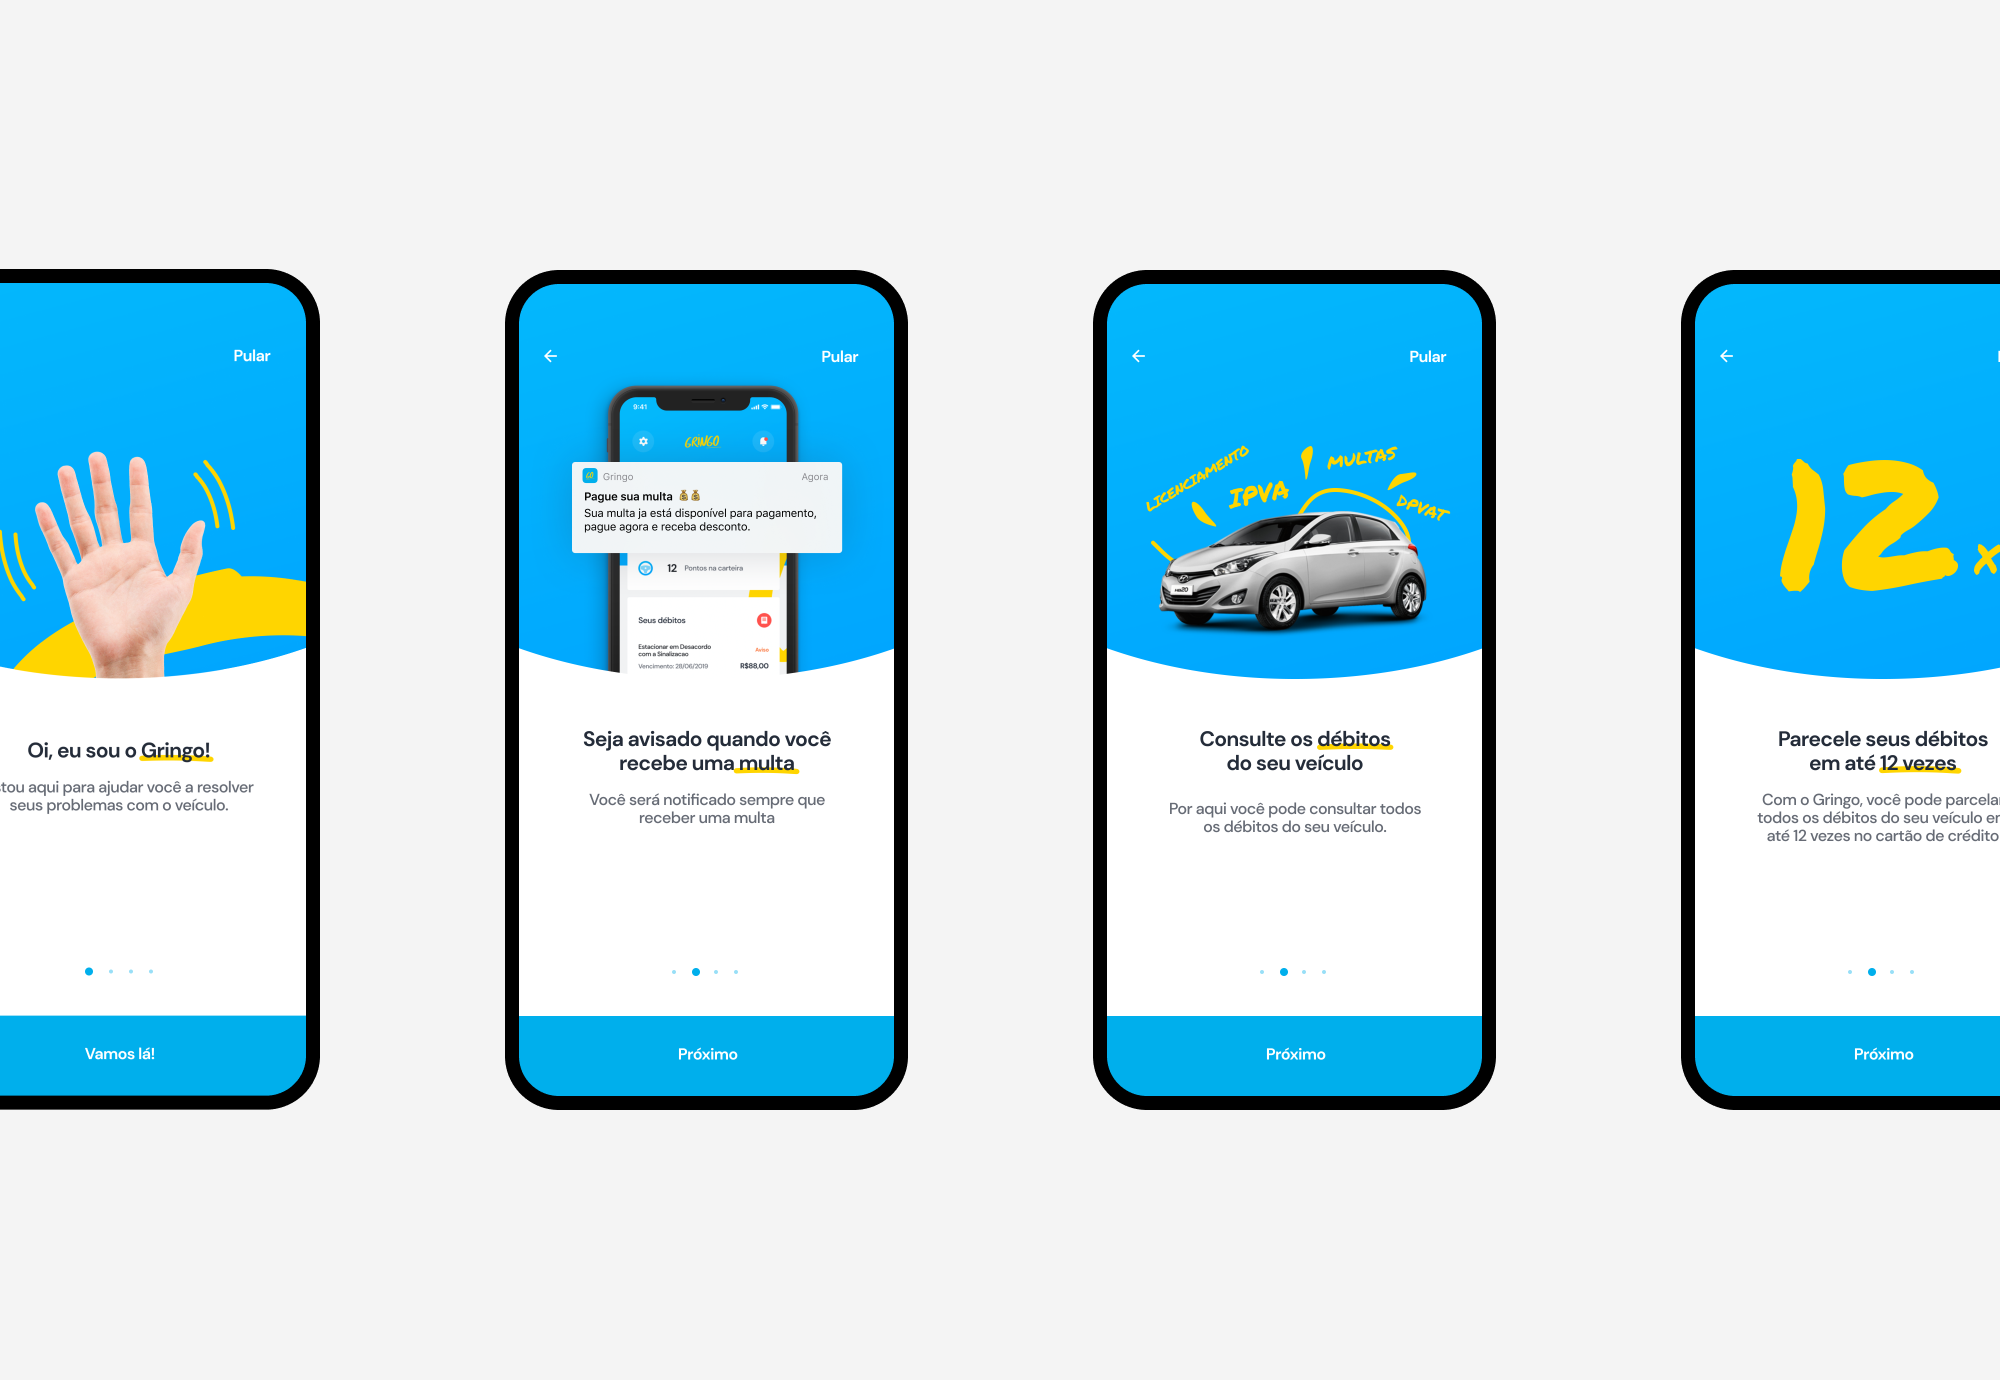 Pular
Oi, eu sou o Gringo!
tou aqui para ajudar você a resolver
seus problemas com o veículo.
Vamos lá!
Pular
9:41
GRINGO
GO
Gringo
Agora
Pague sua multa
Sua multa ja está disponível para pagamento,
pague agora e receba desconto.
12 Pontos na carteira
Seus débitos
Estacionar em Desacordo
com a Sinalizacao
Aviso
Vencimento: 28/06/2019
R$88,00
Seja avisado quando você
recebe uma multa
Você será notificado sempre que
receber uma multa
Próximo
Pular
LICENCIAMENTO
IPVA
MULTAS
DPVAT
HB20
Consulte os débitos
do seu veículo
Por aqui você pode consultar todos
os débitos do seu veículo.
Próximo
12x
Parcele seus débitos
em até 12 vezes
Com o Gringo, você pode parcelar
todos os débitos do seu veículo em
até 12 vezes no cartão de crédito
Próximo